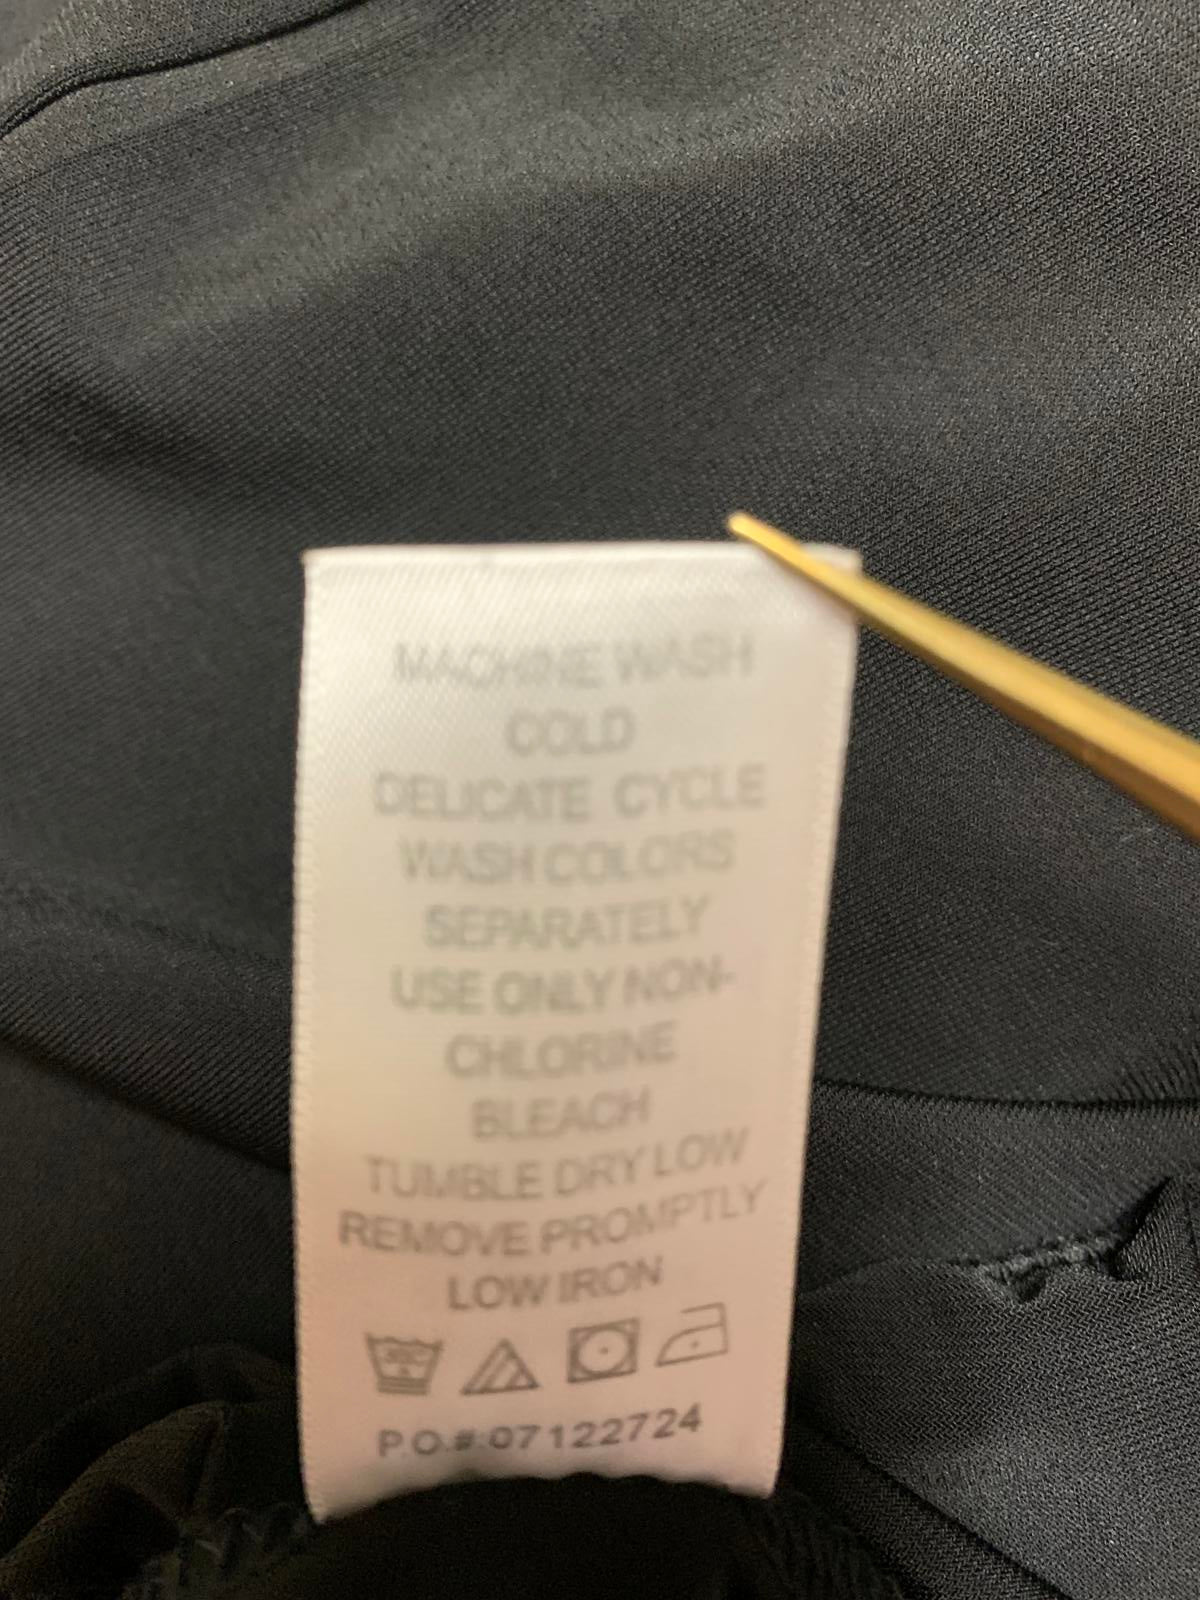 MACHINE WASH
COLD
DELICATE CYCLE
WASH COLORS
SEPARATELY
USE ONLY NON-
CHLORINE
BLEACH
TUMBLE DRY LOW
REMOVE PROMPTLY
LOW IRON
P.O.#:07122724